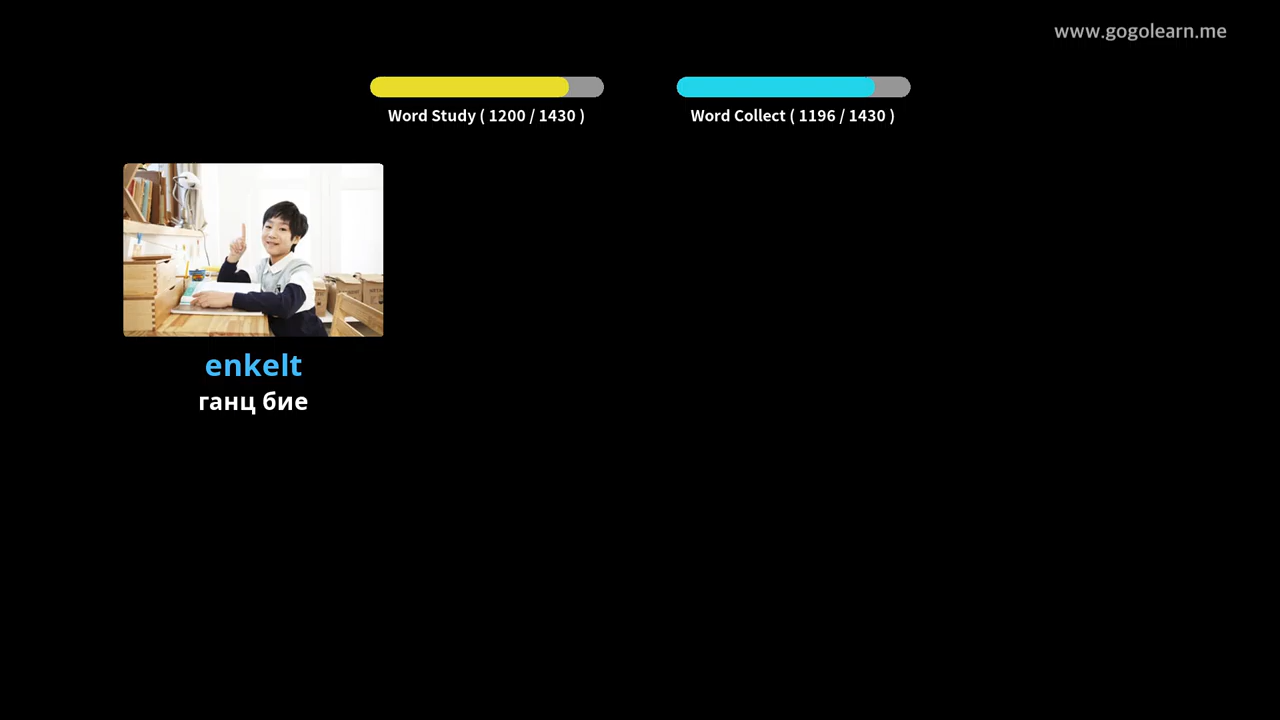 www.gogolearn.me
Word Study ( 1200 / 1430 )
Word Collect ( 1196 / 1430 )
enkelt
ганц бие